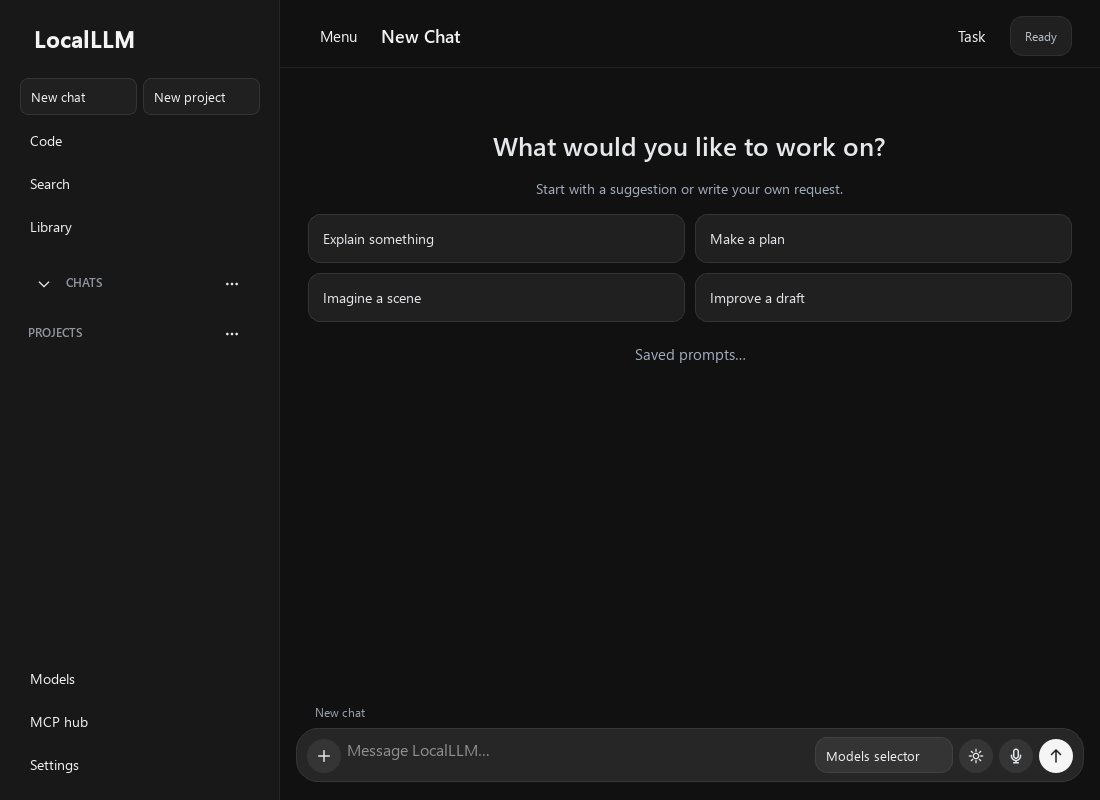 LocalLLM
New chat
New project
Code
Search
Library
CHATS
PROJECTS
Models
MCP hub
Settings
Menu
New Chat
Task
Ready
What would you like to work on?
Start with a suggestion or write your own request.
Explain something
Make a plan
Imagine a scene
Improve a draft
Saved prompts...
New chat
Message LocalLLM...
Models selector